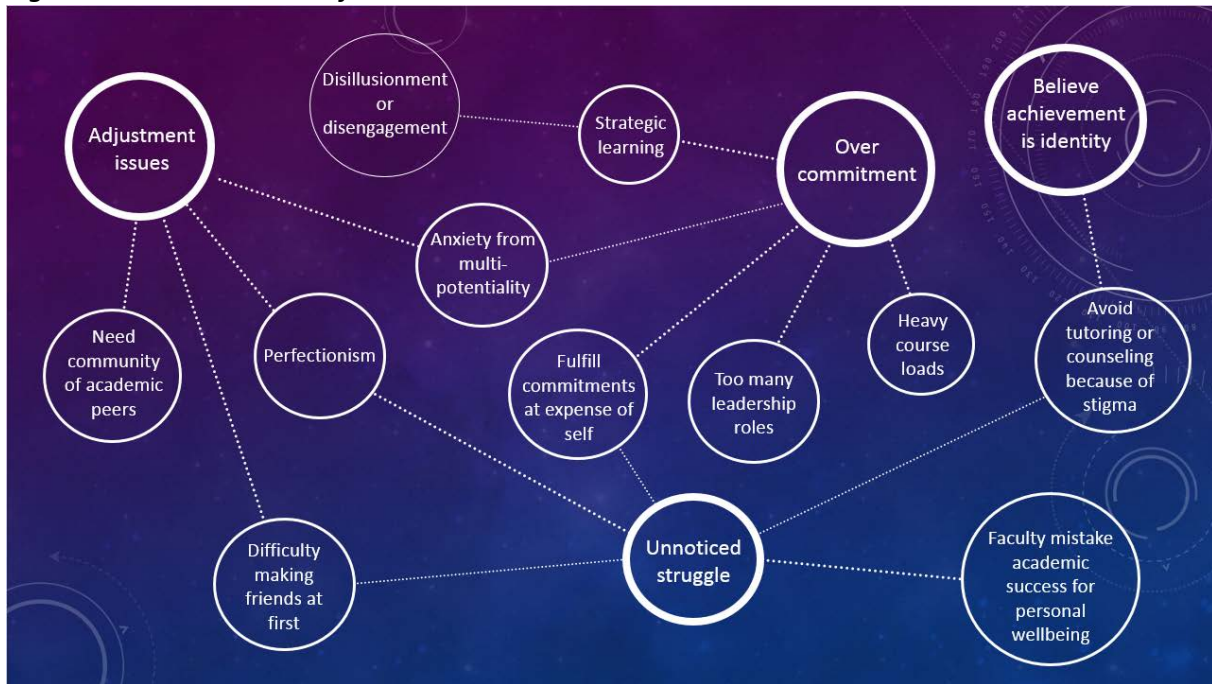 Disillusionment
or
disengagement
Believe
achievement
is identity
Adjustment
issues
Strategic
learning
Over
commitment
Anxiety from
multi-
potentiality
Need
community
of academic
peers
Perfectionism
Fulfill
commitments
at expense of
self
Too many
leadership
roles
Heavy
course
loads
Avoid
tutoring or
counseling
because of
stigma
Difficulty
making
friends at
first
Unnoticed
struggle
Faculty mistake
academic
success for
personal
wellbeing